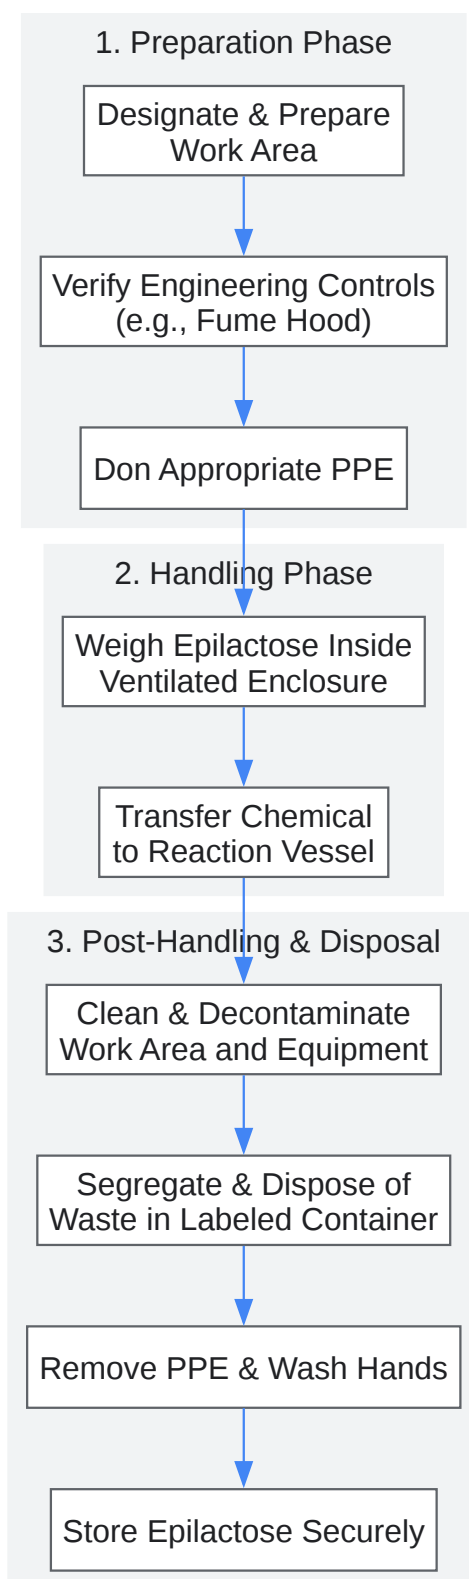 1. Preparation Phase
Designate & Prepare
Work Area
Verify Engineering Controls
(e.g., Fume Hood)
Don Appropriate PPE
2. Handling Phase
Weigh Epilactose Inside
Ventilated Enclosure
Transfer Chemical
to Reaction Vessel
3. Post-Handling & Disposal
Clean & Decontaminate
Work Area and Equipment
Segregate & Dispose of
Waste in Labeled Container
Remove PPE & Wash Hands
Store Epilactose Securely